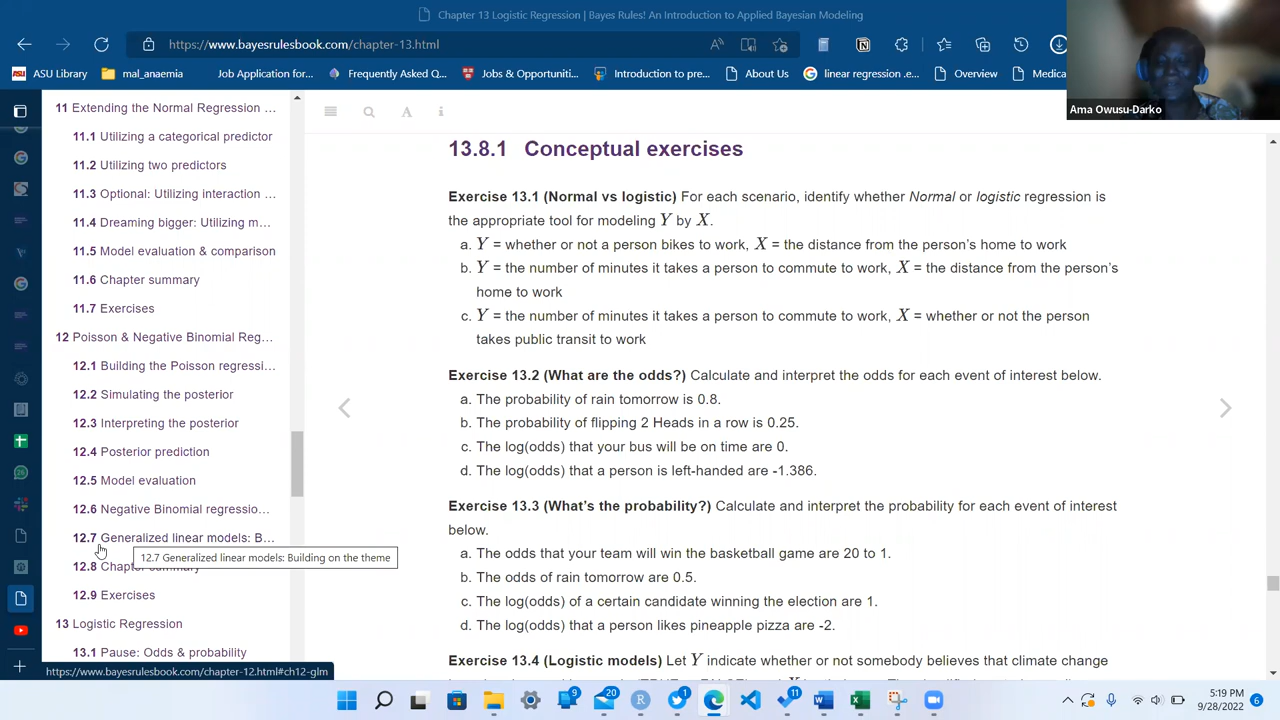 Chapter 13 Logistic Regression | Bayes Rules! An Introduction to Applied Bayesian Modeling
https://www.bayesrulesbook.com/chapter-13.html
ASU Library
mal_anaemia
Job Application for...
Frequently Asked Q...
Jobs & Opportuniti...
Introduction to pre...
About Us
linear regression .e...
Overview
Medica
Ama Owusu-Darko
11 Extending the Normal Regression ...
11.1 Utilizing a categorical predictor
11.2 Utilizing two predictors
11.3 Optional: Utilizing interaction ...
11.4 Dreaming bigger: Utilizing m...
11.5 Model evaluation & comparison
11.6 Chapter summary
11.7 Exercises
12 Poisson & Negative Binomial Reg...
12.1 Building the Poisson regressi...
12.2 Simulating the posterior
12.3 Interpreting the posterior
12.4 Posterior prediction
12.5 Model evaluation
12.6 Negative Binomial regressio...
12.7 Generalized linear models: B...
12.7 Generalized linear models: Building on the theme
12.8 Chapter summary
12.9 Exercises
13 Logistic Regression
13.1 Pause: Odds & probability
https://www.bayesrulesbook.com/chapter-12.html#ch12-glm
13.8.1 Conceptual exercises
Exercise 13.1 (Normal vs logistic) For each scenario, identify whether Normal or logistic regression is
the appropriate tool for modeling Y by X.
a. Y = whether or not a person bikes to work, X = the distance from the person's home to work
b. Y = the number of minutes it takes a person to commute to work, X = the distance from the person's
home to work
c. Y = the number of minutes it takes a person to commute to work, X = whether or not the person
takes public transit to work
Exercise 13.2 (What are the odds?) Calculate and interpret the odds for each event of interest below.
a. The probability of rain tomorrow is 0.8.
b. The probability of flipping 2 Heads in a row is 0.25.
c. The log(odds) that your bus will be on time are 0.
d. The log(odds) that a person is left-handed are -1.386.
Exercise 13.3 (What's the probability?) Calculate and interpret the probability for each event of interest
below.
a. The odds that your team will win the basketball game are 20 to 1.
b. The odds of rain tomorrow are 0.5.
c. The log(odds) of a certain candidate winning the election are 1.
d. The log(odds) that a person likes pineapple pizza are -2.
Exercise 13.4 (Logistic models) Let Y indicate whether or not somebody believes that climate change
9
20
1
11
5:19 PM
9/28/2022
6